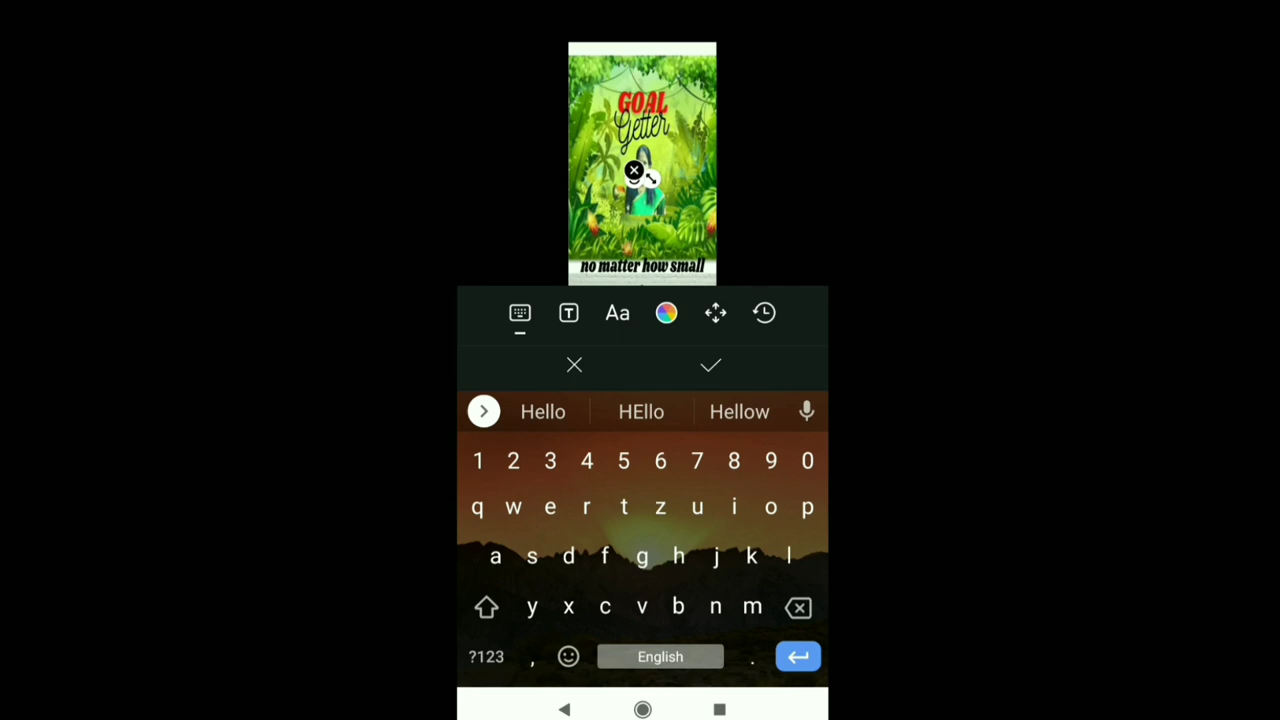 GOAL
Getter
no matter how small
T
Aa
Hello HEllo Hellow
1 2 3 4 5 6 7 8 9 0
q w e r t z u i o p
a s d f g h j k l
y x c v b n m
?123 , English .